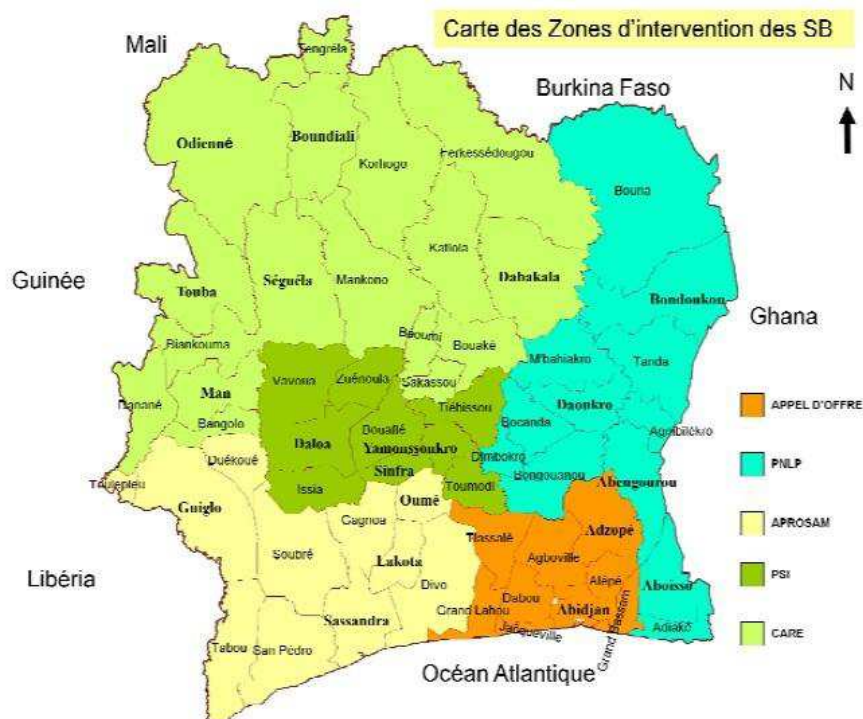 Carte des Zones d'intervention des SB
Mali
Tengréla
Burkina Faso
N
Odienné
Boundiali
Korhogo
Ferkessédougou
Bouna
Guinée
Touba
Séguéla
Mankono
Katiola
Dabakala
Bondoukou
Ghana
Biankouma
Béoumi
Bouaké
M'bahiakro
Tanda
Danané
Man
Vavoua
Zuénoula
Sakassou
Tiébissou
Daoukro
APPEL D'OFFRE
Bangolo
Daloa
Bouaflé
Yamoussoukro
Bocanda
Agnibilékro
Duékoué
Sinfra
Dimbokro
PNLP
Toulepleu
Issia
Toumodi
Bongouanou
Abengourou
Guiglo
Oumé
Gagnoa
Tiassalé
Adzopé
APROSAM
Soubré
Lakota
Agboville
Libéria
Divo
Alépé
Aboisso
PSI
Sassandra
Grand Lahou
Dabou
Abidjan
Grand Bassam
Adiaké
CARE
Tabou
San Pédro
Jacqueville
Océan Atlantique